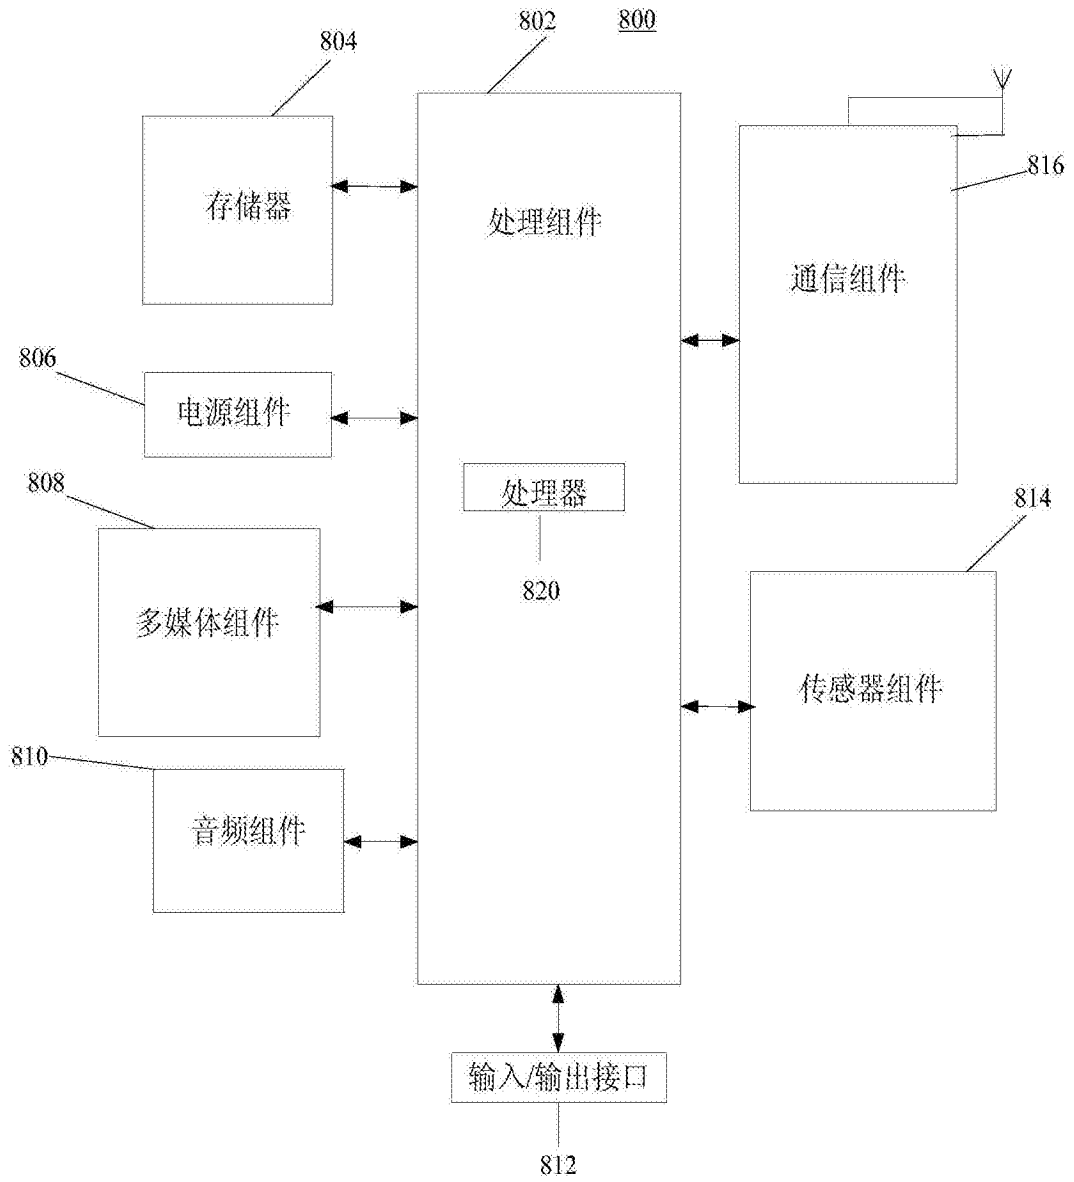 802
800
804
816
存储器
处理组件
通信组件
806
电源组件
808
处理器
814
820
多媒体组件
传感器组件
810
音频组件
输入/输出接口
812